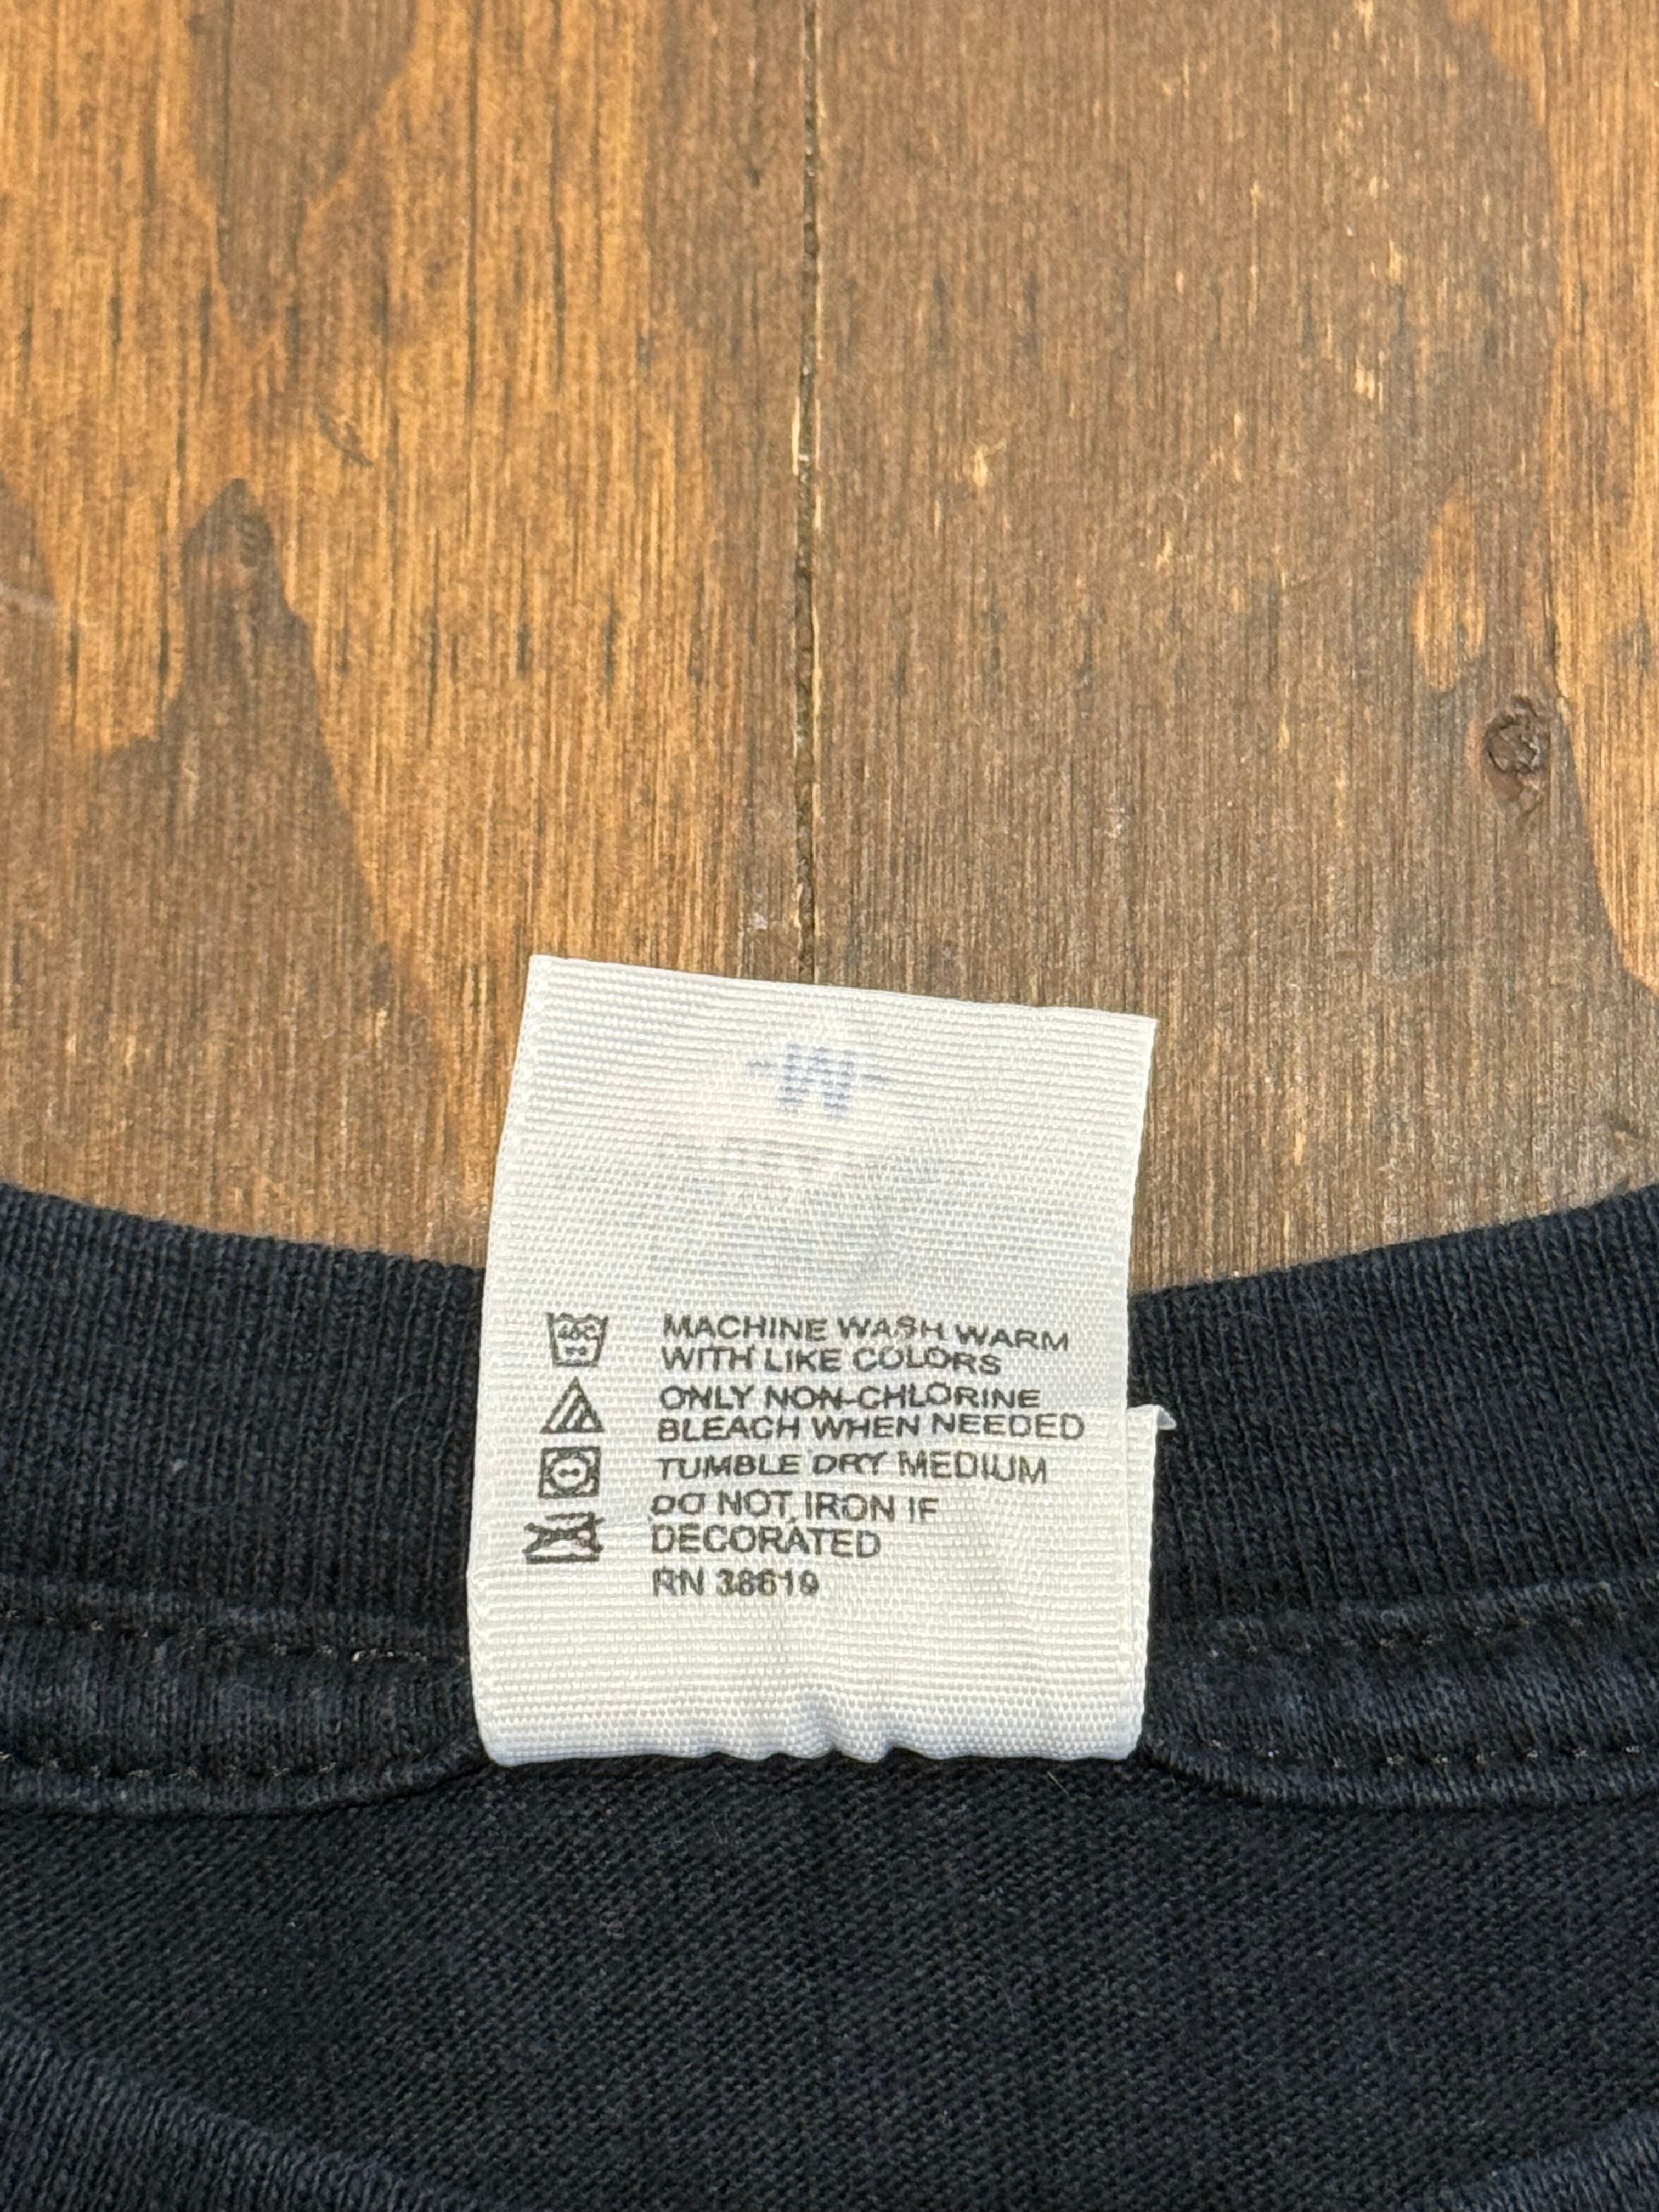 -M-
40C
MACHINE WASH WARM
WITH LIKE COLORS
ONLY NON-CHLORINE
BLEACH WHEN NEEDED
TUMBLE DRY MEDIUM
DO NOT IRON IF
DECORATED
RN 38619